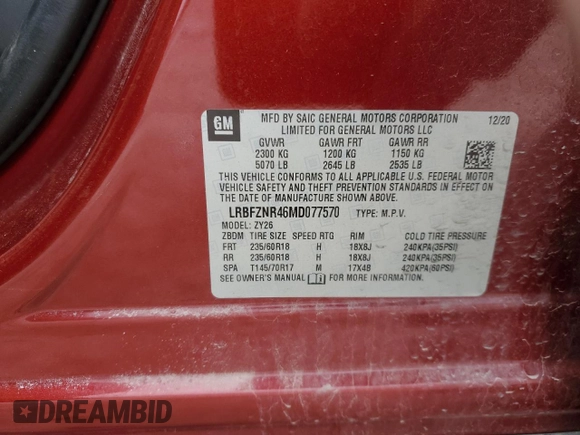 GM
MFD BY SAIC GENERAL MOTORS CORPORATION 12/20
LIMITED FOR GENERAL MOTORS LLC
GVWR GAWR FRT GAWR RR
2300 KG 1200 KG 1150 KG
5070 LB 2645 LB 2535 LB
THIS VEHICLE CONFORMS TO ALL APPLICABLE U.S. FEDERAL MOTOR
VEHICLE SAFETY AND THEFT PREVENTION STANDARDS IN EFFECT ON
THE DATE OF MANUFACTURE SHOWN ABOVE.
LRBFZNR46MD077570 TYPE: M.P.V.
MODEL: ZY26
ZBDM TIRE SIZE SPEED RTG RIM COLD TIRE PRESSURE
FRT 235/60R18 H 18X8J 240KPA(35PSI)
RR 235/60R18 H 18X8J 240KPA(35PSI)
SPA T145/70R17 M 17X4B 420KPA(60PSI)
SEE OWNER'S MANUAL FOR MORE INFORMATION.
DREAMBID